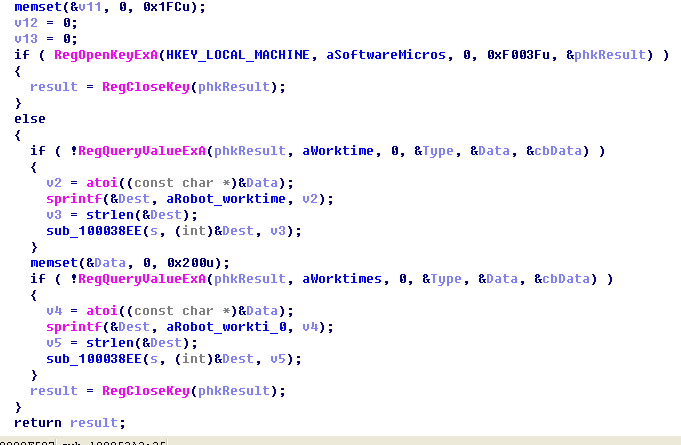 memset(&v11, 0, 0x1FCu);
v12 = 0;
v13 = 0;
if ( RegOpenKeyExA(HKEY_LOCAL_MACHINE, aSoftwareMicros, 0, 0xF003Fu, &phkResult) )
{
result = RegCloseKey(phkResult);
}
else
{
if ( !RegQueryValueExA(phkResult, aWorktime, 0, &Type, &Data, &cbData) )
{
v2 = atoi((const char *)&Data);
sprintf(&Dest, aRobot_worktime, v2);
v3 = strlen(&Dest);
sub_100038EE(s, (int)&Dest, v3);
}
memset(&Data, 0, 0x200u);
if ( !RegQueryValueExA(phkResult, aWorktimes, 0, &Type, &Data, &cbData) )
{
v4 = atoi((const char *)&Data);
sprintf(&Dest, aRobot_workti_0, v4);
v5 = strlen(&Dest);
sub_100038EE(s, (int)&Dest, v5);
}
result = RegCloseKey(phkResult);
}
return result;